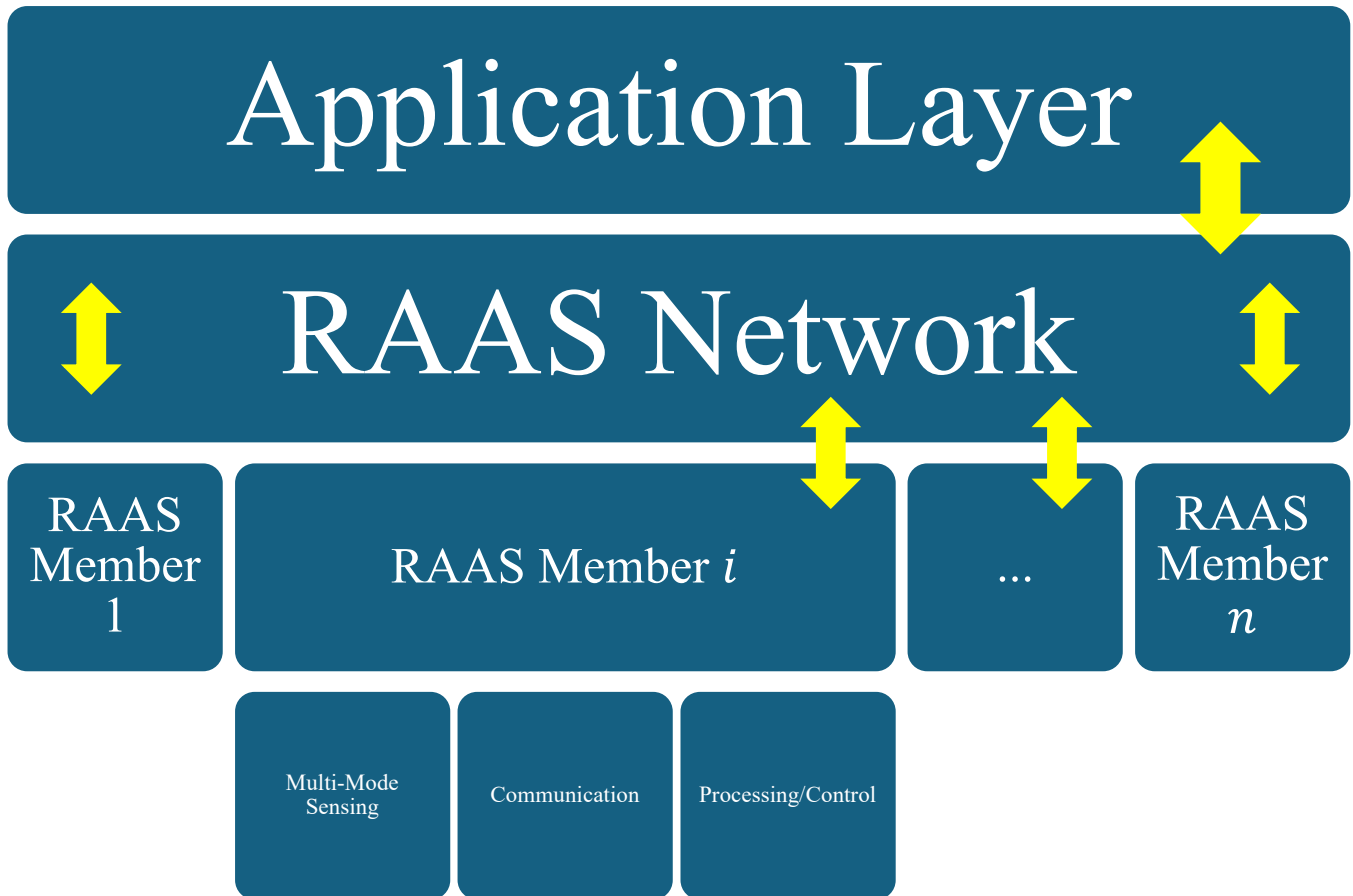 Application Layer
RAAS Network
RAAS
Member
1
RAAS Member i
...
RAAS
Member
n
Multi-Mode
Sensing
Communication
Processing/Control